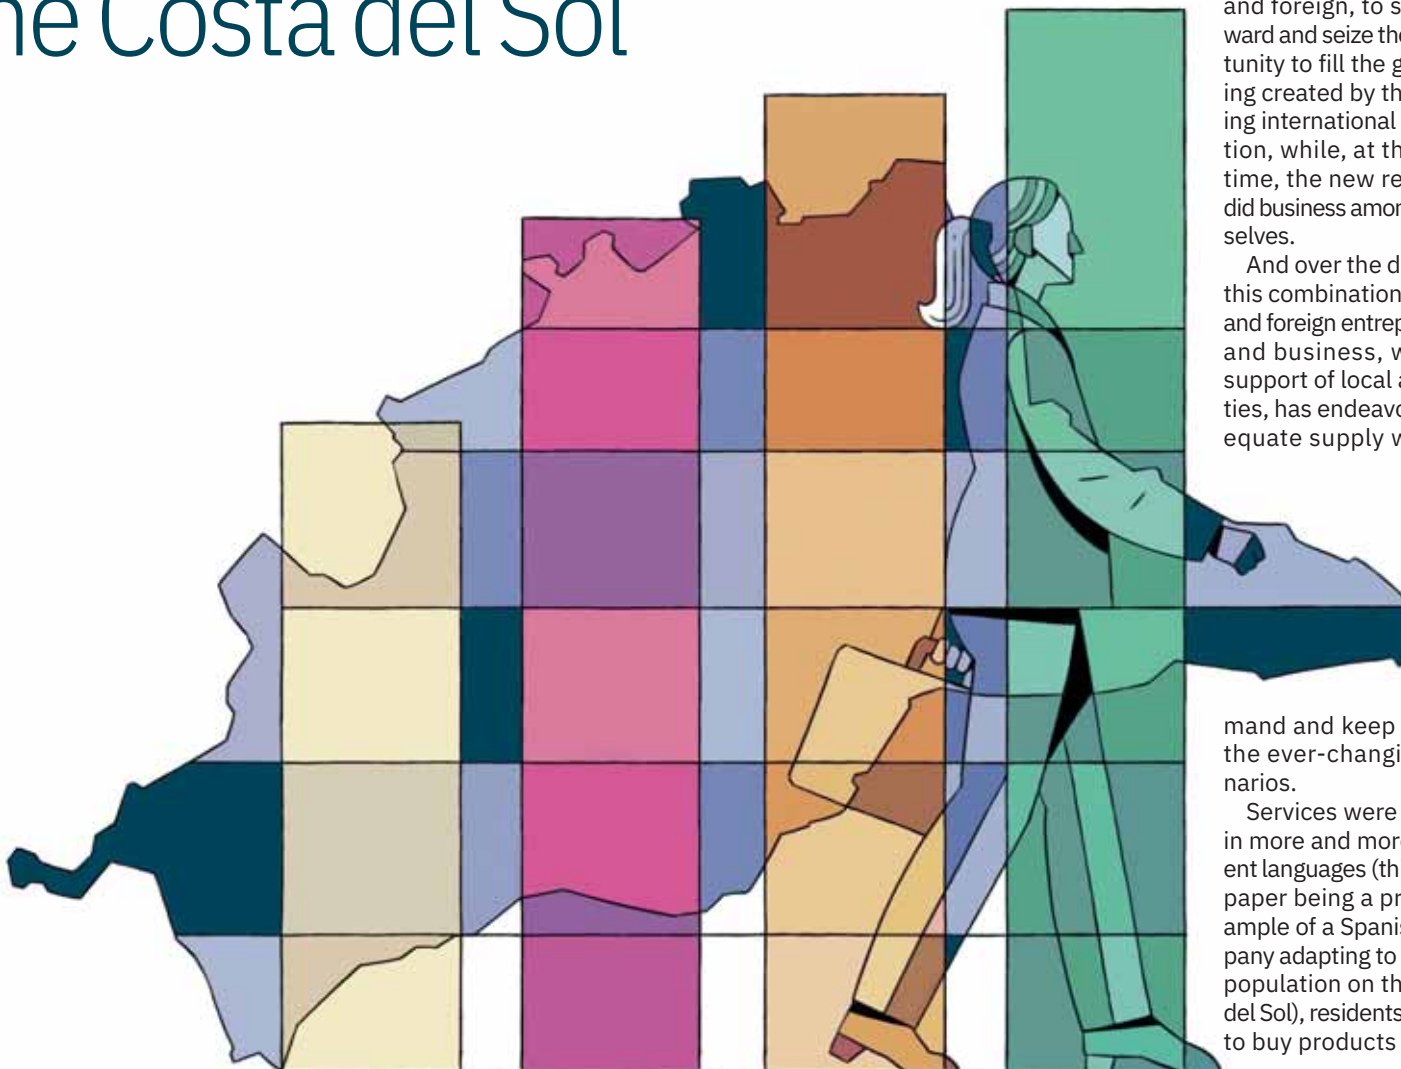 he Costa del Sol
and foreign, to s
ward and seize the
tunity to fill the g
ing created by th
ing international
tion, while, at th
time, the new re
did business amon
selves.
And over the d
this combination
and foreign entrep
and business, w
support of local a
ties, has endeavo
equate supply w
mand and keep
the ever-changi
narios.
Services were
in more and more
ent languages (thi
paper being a pr
ample of a Spanis
pany adapting to
population on th
del Sol), residents
to buy products